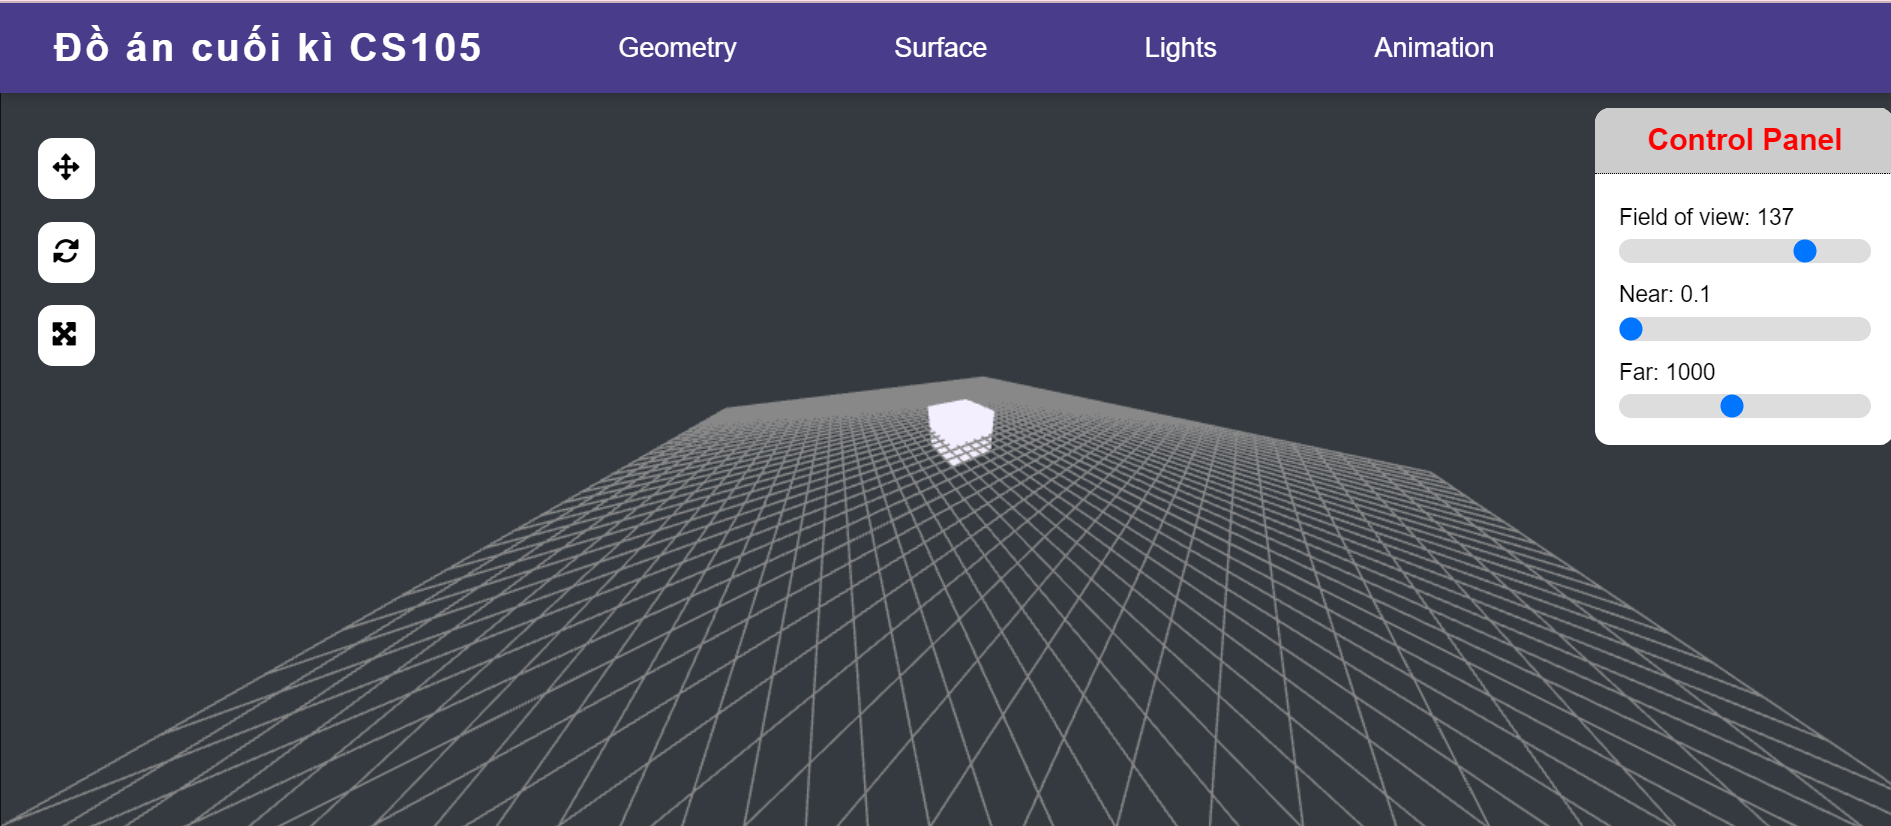 Đồ án cuối kì CS105
Geometry
Surface
Lights
Animation
Control Panel
Field of view: 137
Near: 0.1
Far: 1000